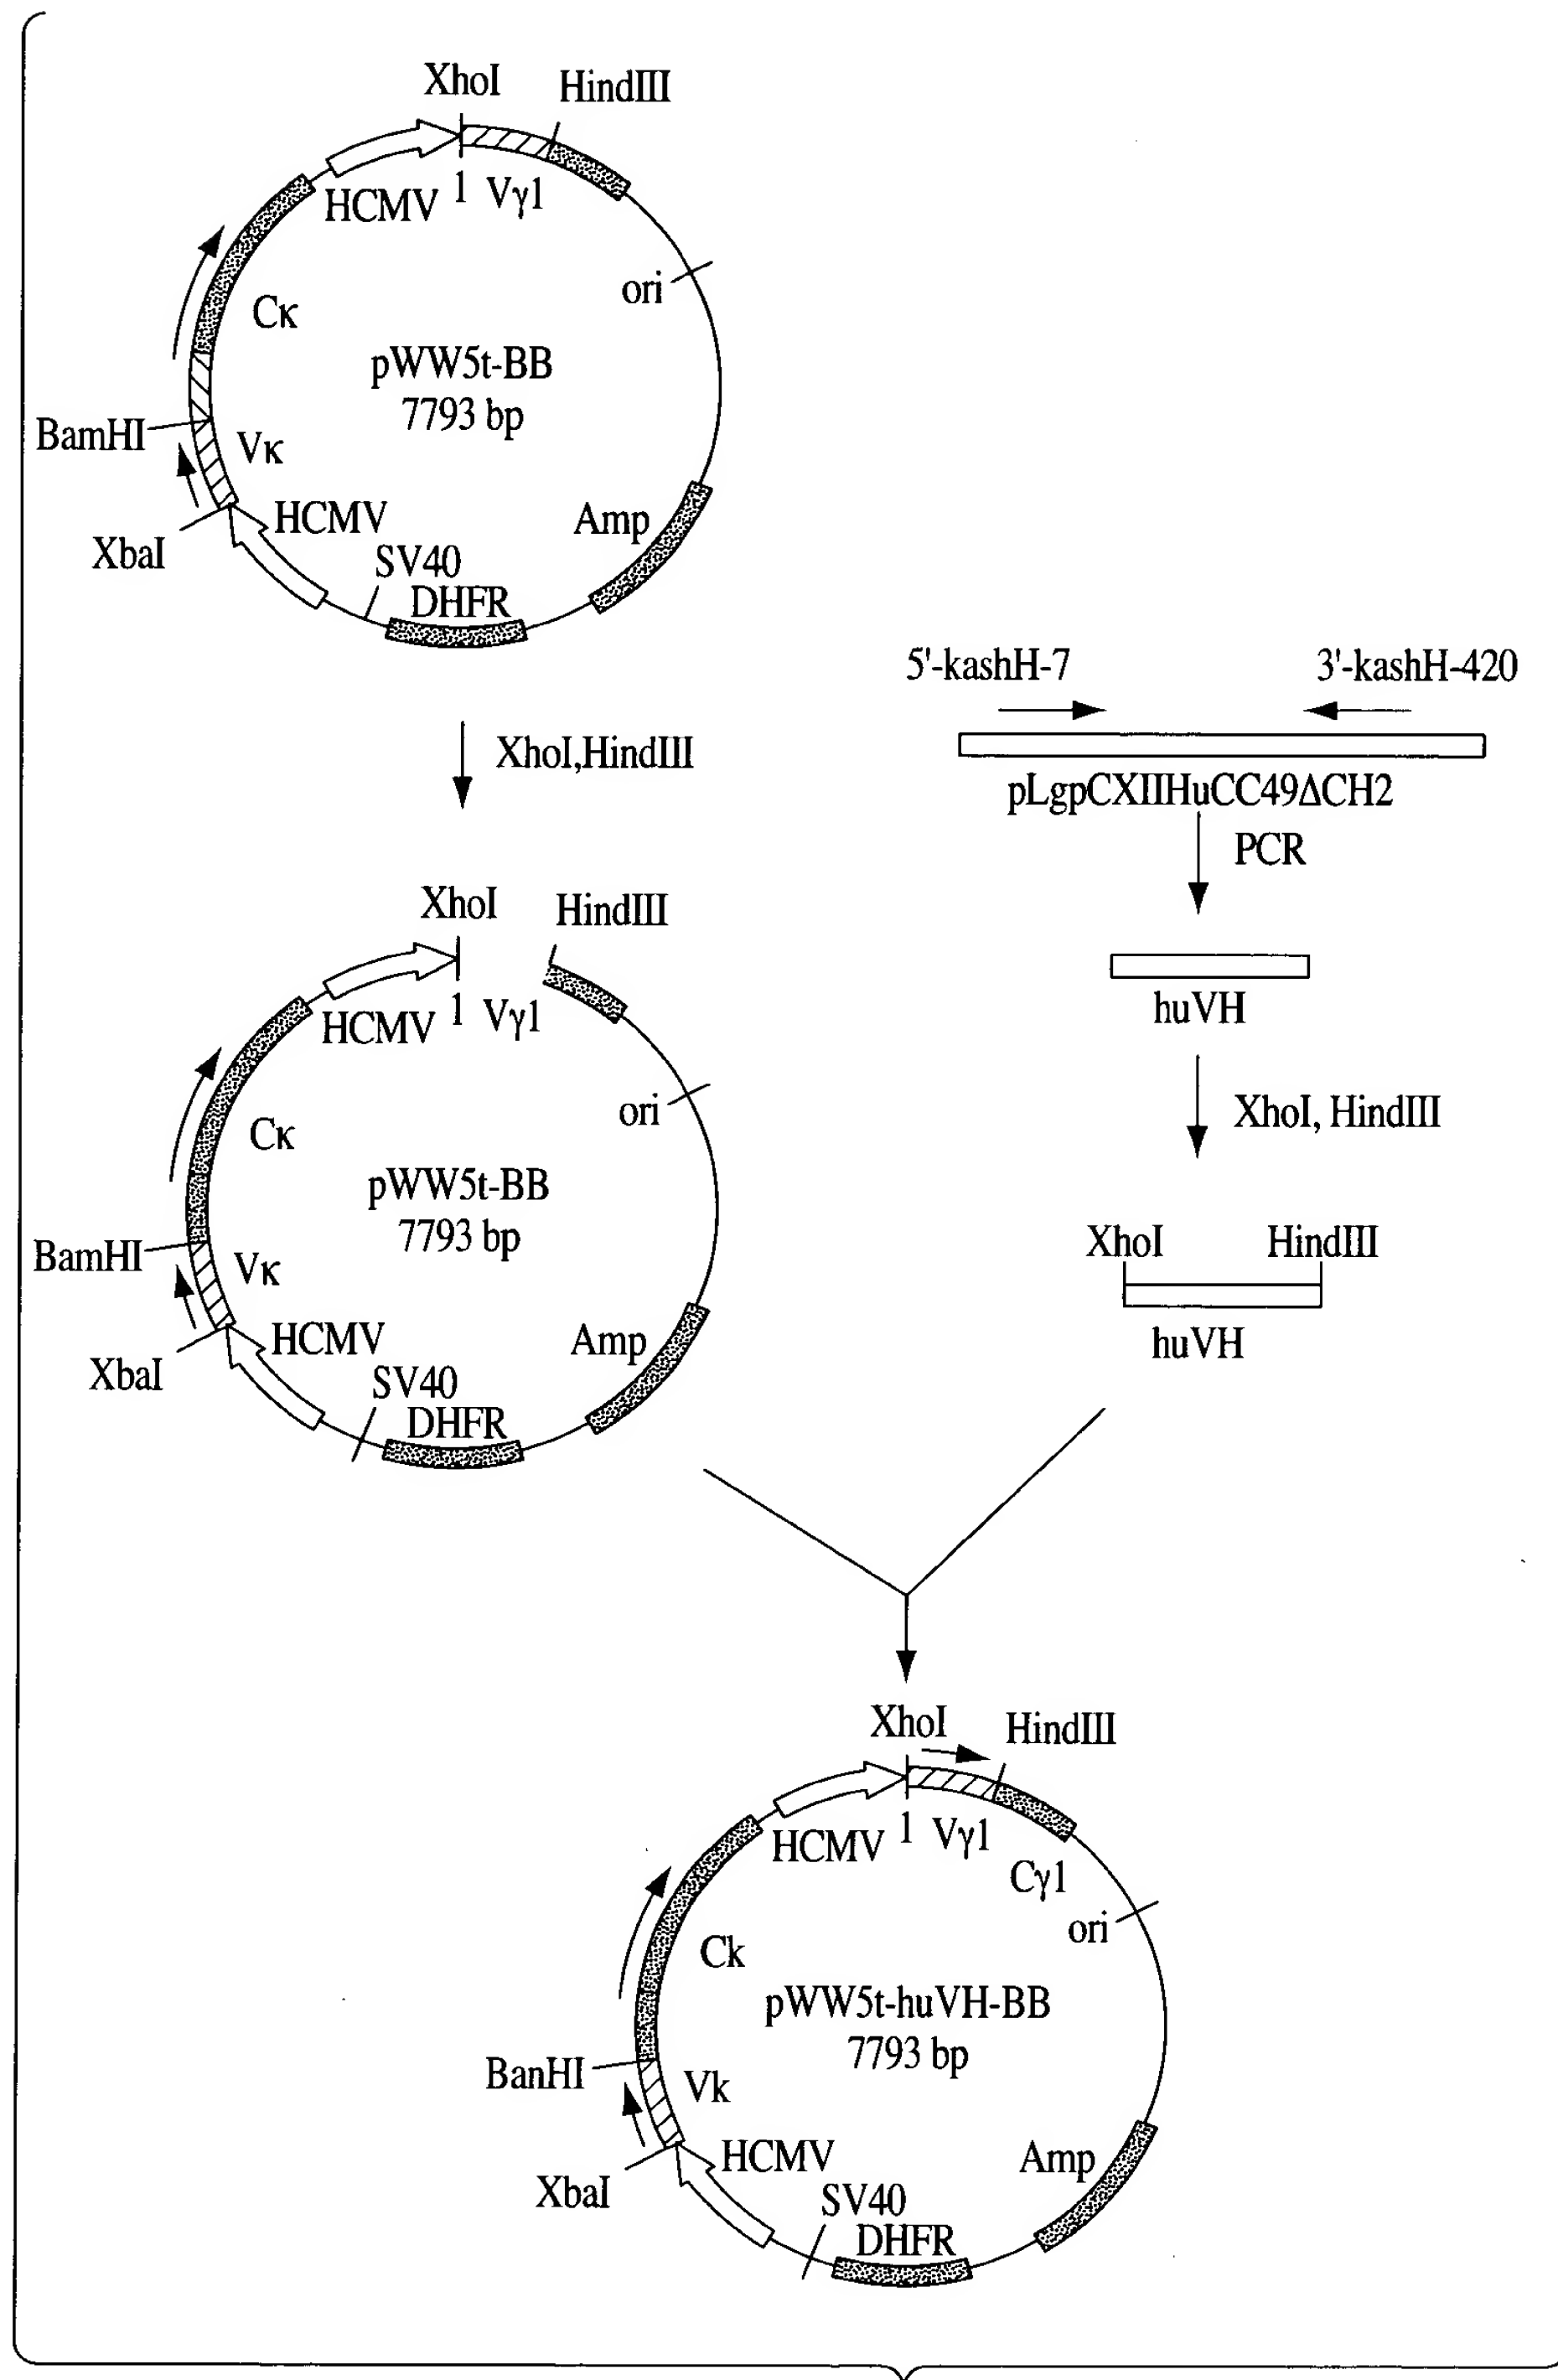 XhoI
HindIII
HCMV
1
Vγ1
ori
Cκ
pWW5t-BB
7793 bp
BamHI
Vκ
HCMV
Amp
XbaI
SV40
DHFR
XhoI,HindIII
5'-kashH-7
3'-kashH-420
pLgpCXIIHuCC49ΔCH2
PCR
huVH
XhoI, HindIII
XhoI
HindIII
huVH
XhoI
HindIII
HCMV
1
Vγ1
ori
Cκ
pWW5t-BB
7793 bp
BamHI
Vκ
HCMV
Amp
XbaI
SV40
DHFR
XhoI
HindIII
HCMV
1
Vγ1
Cγ1
ori
Ck
pWW5t-huVH-BB
7793 bp
BanHI
Vk
HCMV
Amp
XbaI
SV40
DHFR